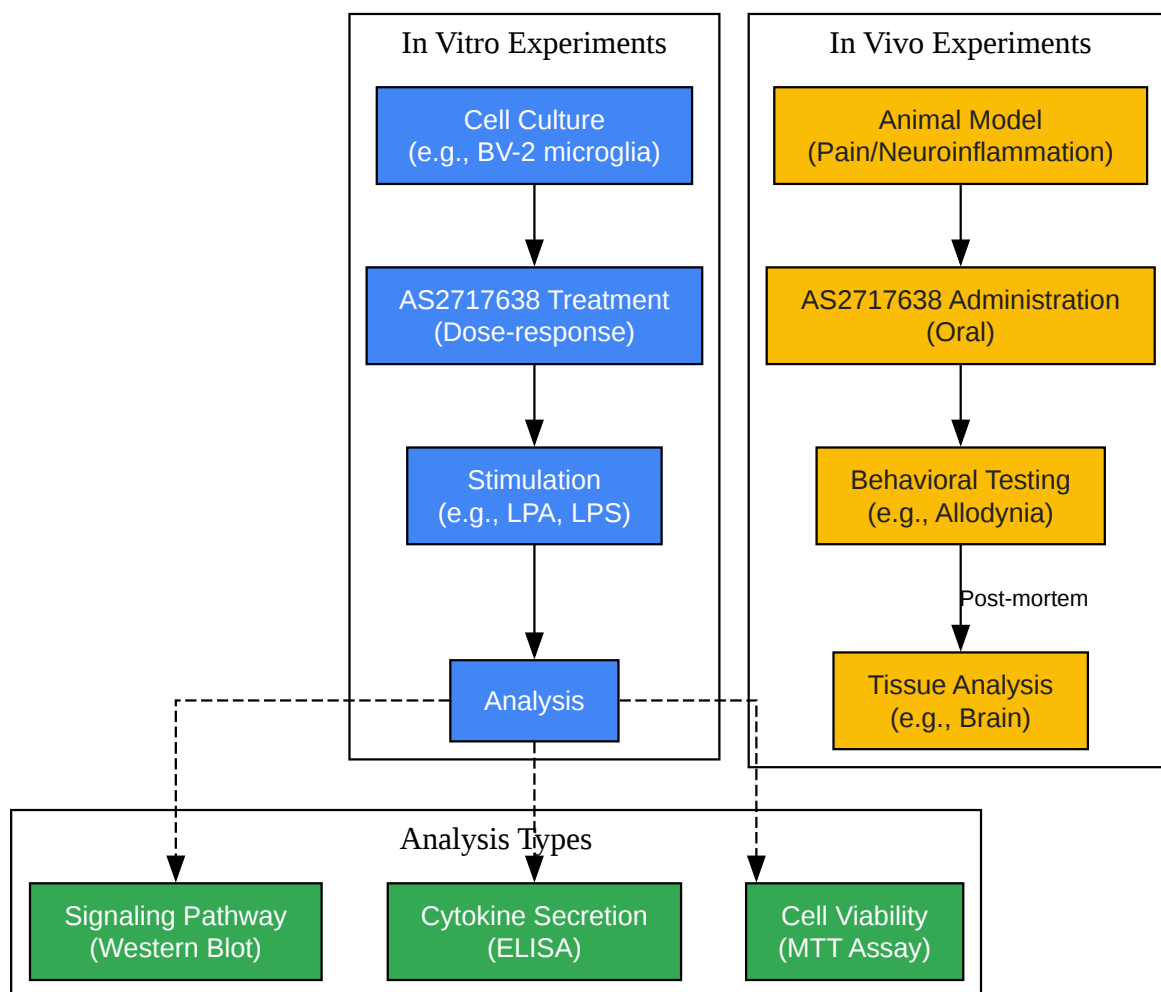 In Vitro Experiments
Cell Culture
(e.g., BV-2 microglia)
AS2717638 Treatment
(Dose-response)
Stimulation
(e.g., LPA, LPS)
Analysis
In Vivo Experiments
Animal Model
(Pain/Neuroinflammation)
AS2717638 Administration
(Oral)
Behavioral Testing
(e.g., Allodynia)
Post-mortem
Tissue Analysis
(e.g., Brain)
Analysis Types
Signaling Pathway
(Western Blot)
Cytokine Secretion
(ELISA)
Cell Viability
(MTT Assay)